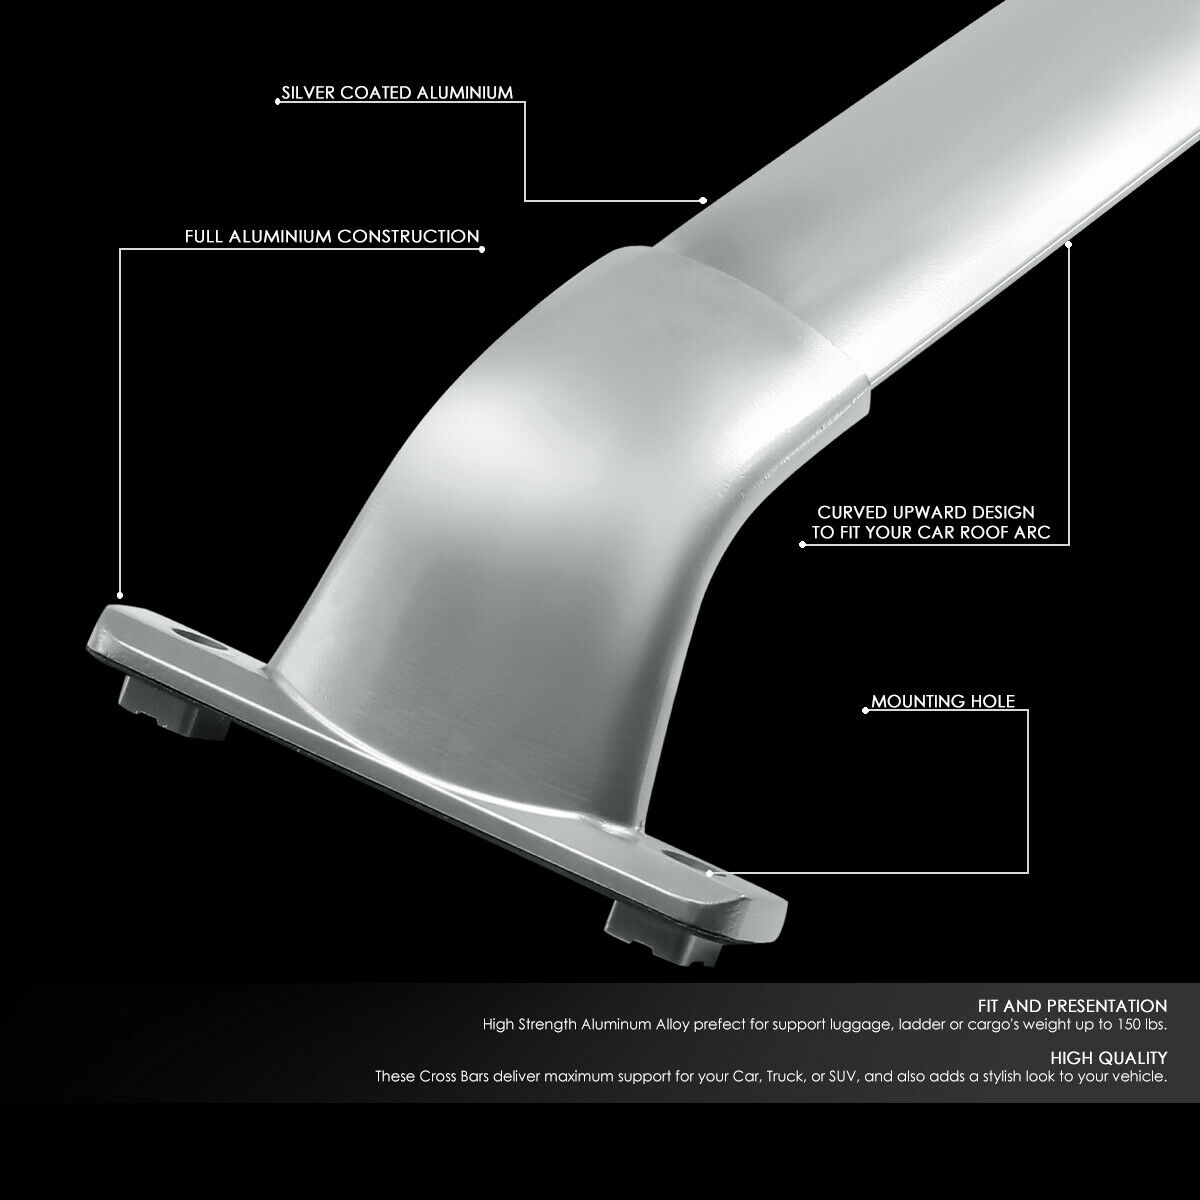 SILVER COATED ALUMINIUM
FULL ALUMINIUM CONSTRUCTION
CURVED UPWARD DESIGN
TO FIT YOUR CAR ROOF ARC
MOUNTING HOLE
FIT AND PRESENTATION
High Strength Aluminum Alloy prefect for support luggage, ladder or cargo's weight up to 150 lbs.
HIGH QUALITY
These Cross Bars deliver maximum support for your Car, Truck, or SUV, and also adds a stylish look to your vehicle.